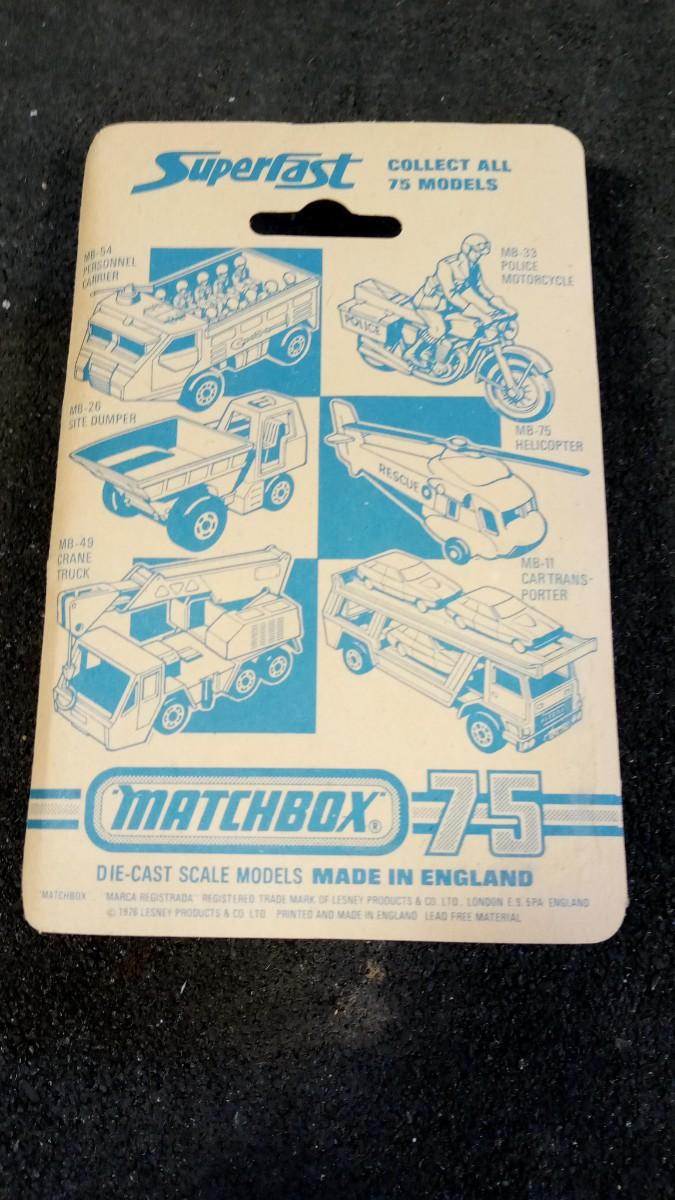 Superfast
COLLECT ALL
75 MODELS
MB-54
PERSONNEL
CARRIER
MB-33
POLICE
MOTORCYCLE
POLICE
MB-26
SITE DUMPER
MB-75
HELICOPTER
RESCUE
MB-49
CRANE
TRUCK
MB-11
CAR TRANS-
PORTER
"MATCHBOX"® 75
DIE-CAST SCALE MODELS MADE IN ENGLAND
"MATCHBOX" "MARCA REGISTRADA" REGISTERED TRADE MARK OF LESNEY PRODUCTS & CO. LTD., LONDON E.9. 5PA ENGLAND
© 1976 LESNEY PRODUCTS & CO. LTD. PRINTED AND MADE IN ENGLAND LEAD FREE MATERIAL